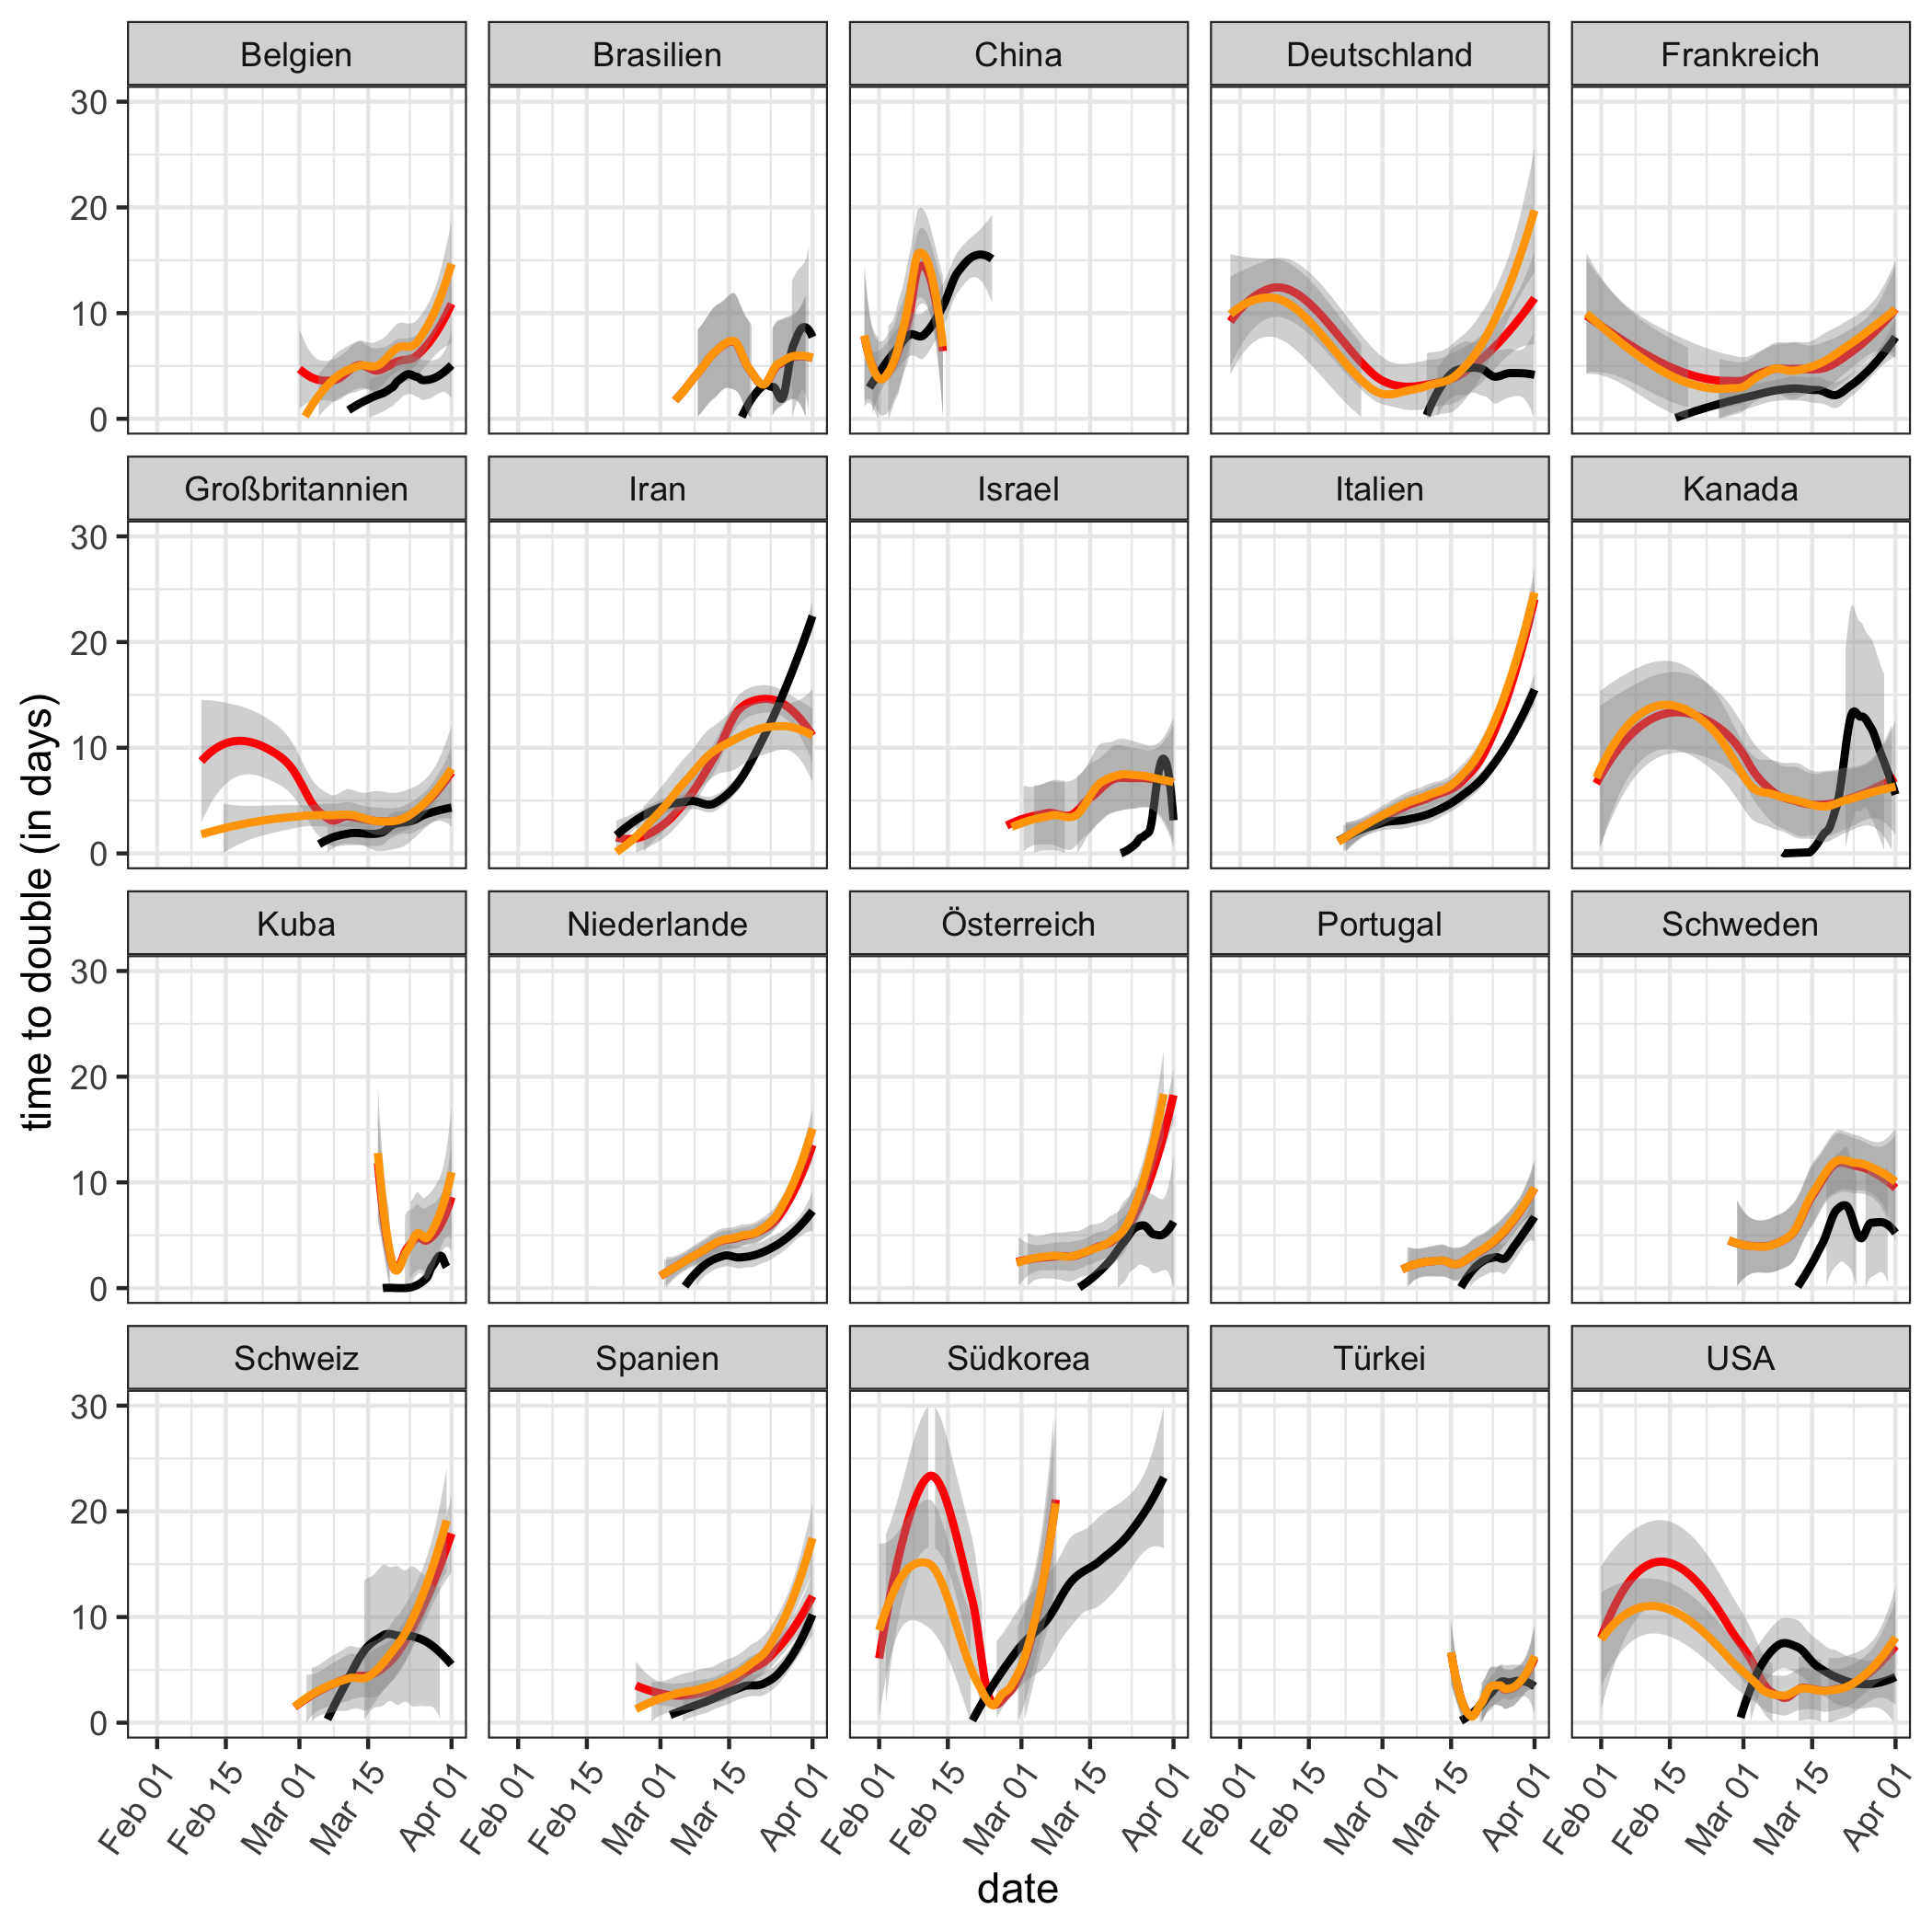 Belgien Brasilien China Deutschland Frankreich
30
20
10
0
Großbritannien Iran Israel Italien Kanada
30
20
10
0
Kuba Niederlande Österreich Portugal Schweden
30
20
10
0
Schweiz Spanien Südkorea Türkei USA
30
20
10
0
time to double (in days)
Feb 01 Feb 15 Mar 01 Mar 15 Apr 01 Feb 01 Feb 15 Mar 01 Mar 15 Apr 01 Feb 01 Feb 15 Mar 01 Mar 15 Apr 01 Feb 01 Feb 15 Mar 01 Mar 15 Apr 01 Feb 01 Feb 15 Mar 01 Mar 15 Apr 01
date